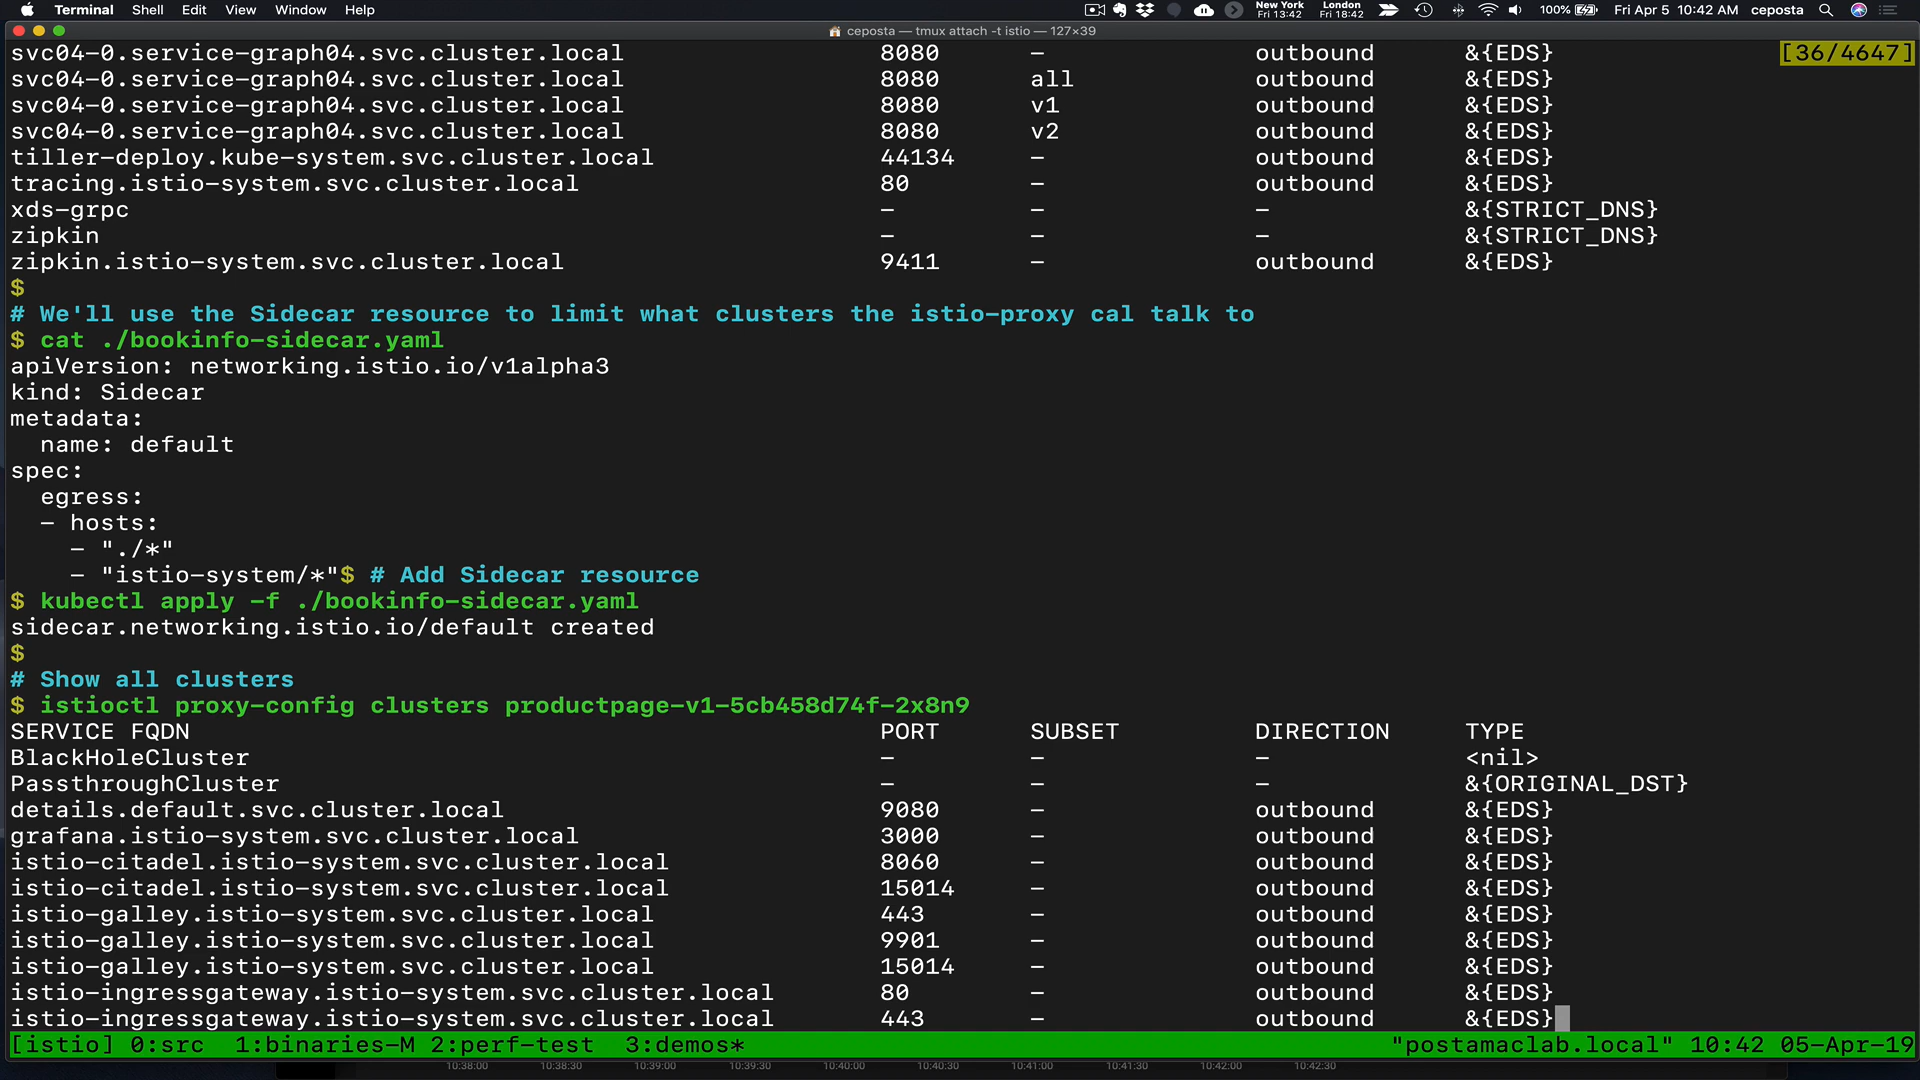 Terminal Shell Edit View Window Help New York Fri 13:42 London Fri 18:42 100% Fri Apr 5 10:42 AM ceposta
ceposta — tmux attach -t istio — 127×39
svc04-0.service-graph04.svc.cluster.local 8080 – outbound &{EDS} [36/4647]
svc04-0.service-graph04.svc.cluster.local 8080 all outbound &{EDS}
svc04-0.service-graph04.svc.cluster.local 8080 v1 outbound &{EDS}
svc04-0.service-graph04.svc.cluster.local 8080 v2 outbound &{EDS}
tiller-deploy.kube-system.svc.cluster.local 44134 – outbound &{EDS}
tracing.istio-system.svc.cluster.local 80 – outbound &{EDS}
xds-grpc – – – &{STRICT_DNS}
zipkin – – – &{STRICT_DNS}
zipkin.istio-system.svc.cluster.local 9411 – outbound &{EDS}
$
# We'll use the Sidecar resource to limit what clusters the istio-proxy cal talk to
$ cat ./bookinfo-sidecar.yaml
apiVersion: networking.istio.io/v1alpha3
kind: Sidecar
metadata:
  name: default
spec:
  egress:
  - hosts:
    - "./*"
    - "istio-system/*"$ # Add Sidecar resource
$ kubectl apply -f ./bookinfo-sidecar.yaml
sidecar.networking.istio.io/default created
$
# Show all clusters
$ istioctl proxy-config clusters productpage-v1-5cb458d74f-2x8n9
SERVICE FQDN PORT SUBSET DIRECTION TYPE
BlackHoleCluster – – – <nil>
PassthroughCluster – – – &{ORIGINAL_DST}
details.default.svc.cluster.local 9080 – outbound &{EDS}
grafana.istio-system.svc.cluster.local 3000 – outbound &{EDS}
istio-citadel.istio-system.svc.cluster.local 8060 – outbound &{EDS}
istio-citadel.istio-system.svc.cluster.local 15014 – outbound &{EDS}
istio-galley.istio-system.svc.cluster.local 443 – outbound &{EDS}
istio-galley.istio-system.svc.cluster.local 9901 – outbound &{EDS}
istio-galley.istio-system.svc.cluster.local 15014 – outbound &{EDS}
istio-ingressgateway.istio-system.svc.cluster.local 80 – outbound &{EDS}
istio-ingressgateway.istio-system.svc.cluster.local 443 – outbound &{EDS}
[istio] 0:src 1:binaries-M 2:perf-test 3:demos* "postamaclab.local" 10:42 05-Apr-19
10:38:00 10:38:30 10:39:00 10:39:30 10:40:00 10:40:30 10:41:00 10:41:30 10:42:00 10:42:30